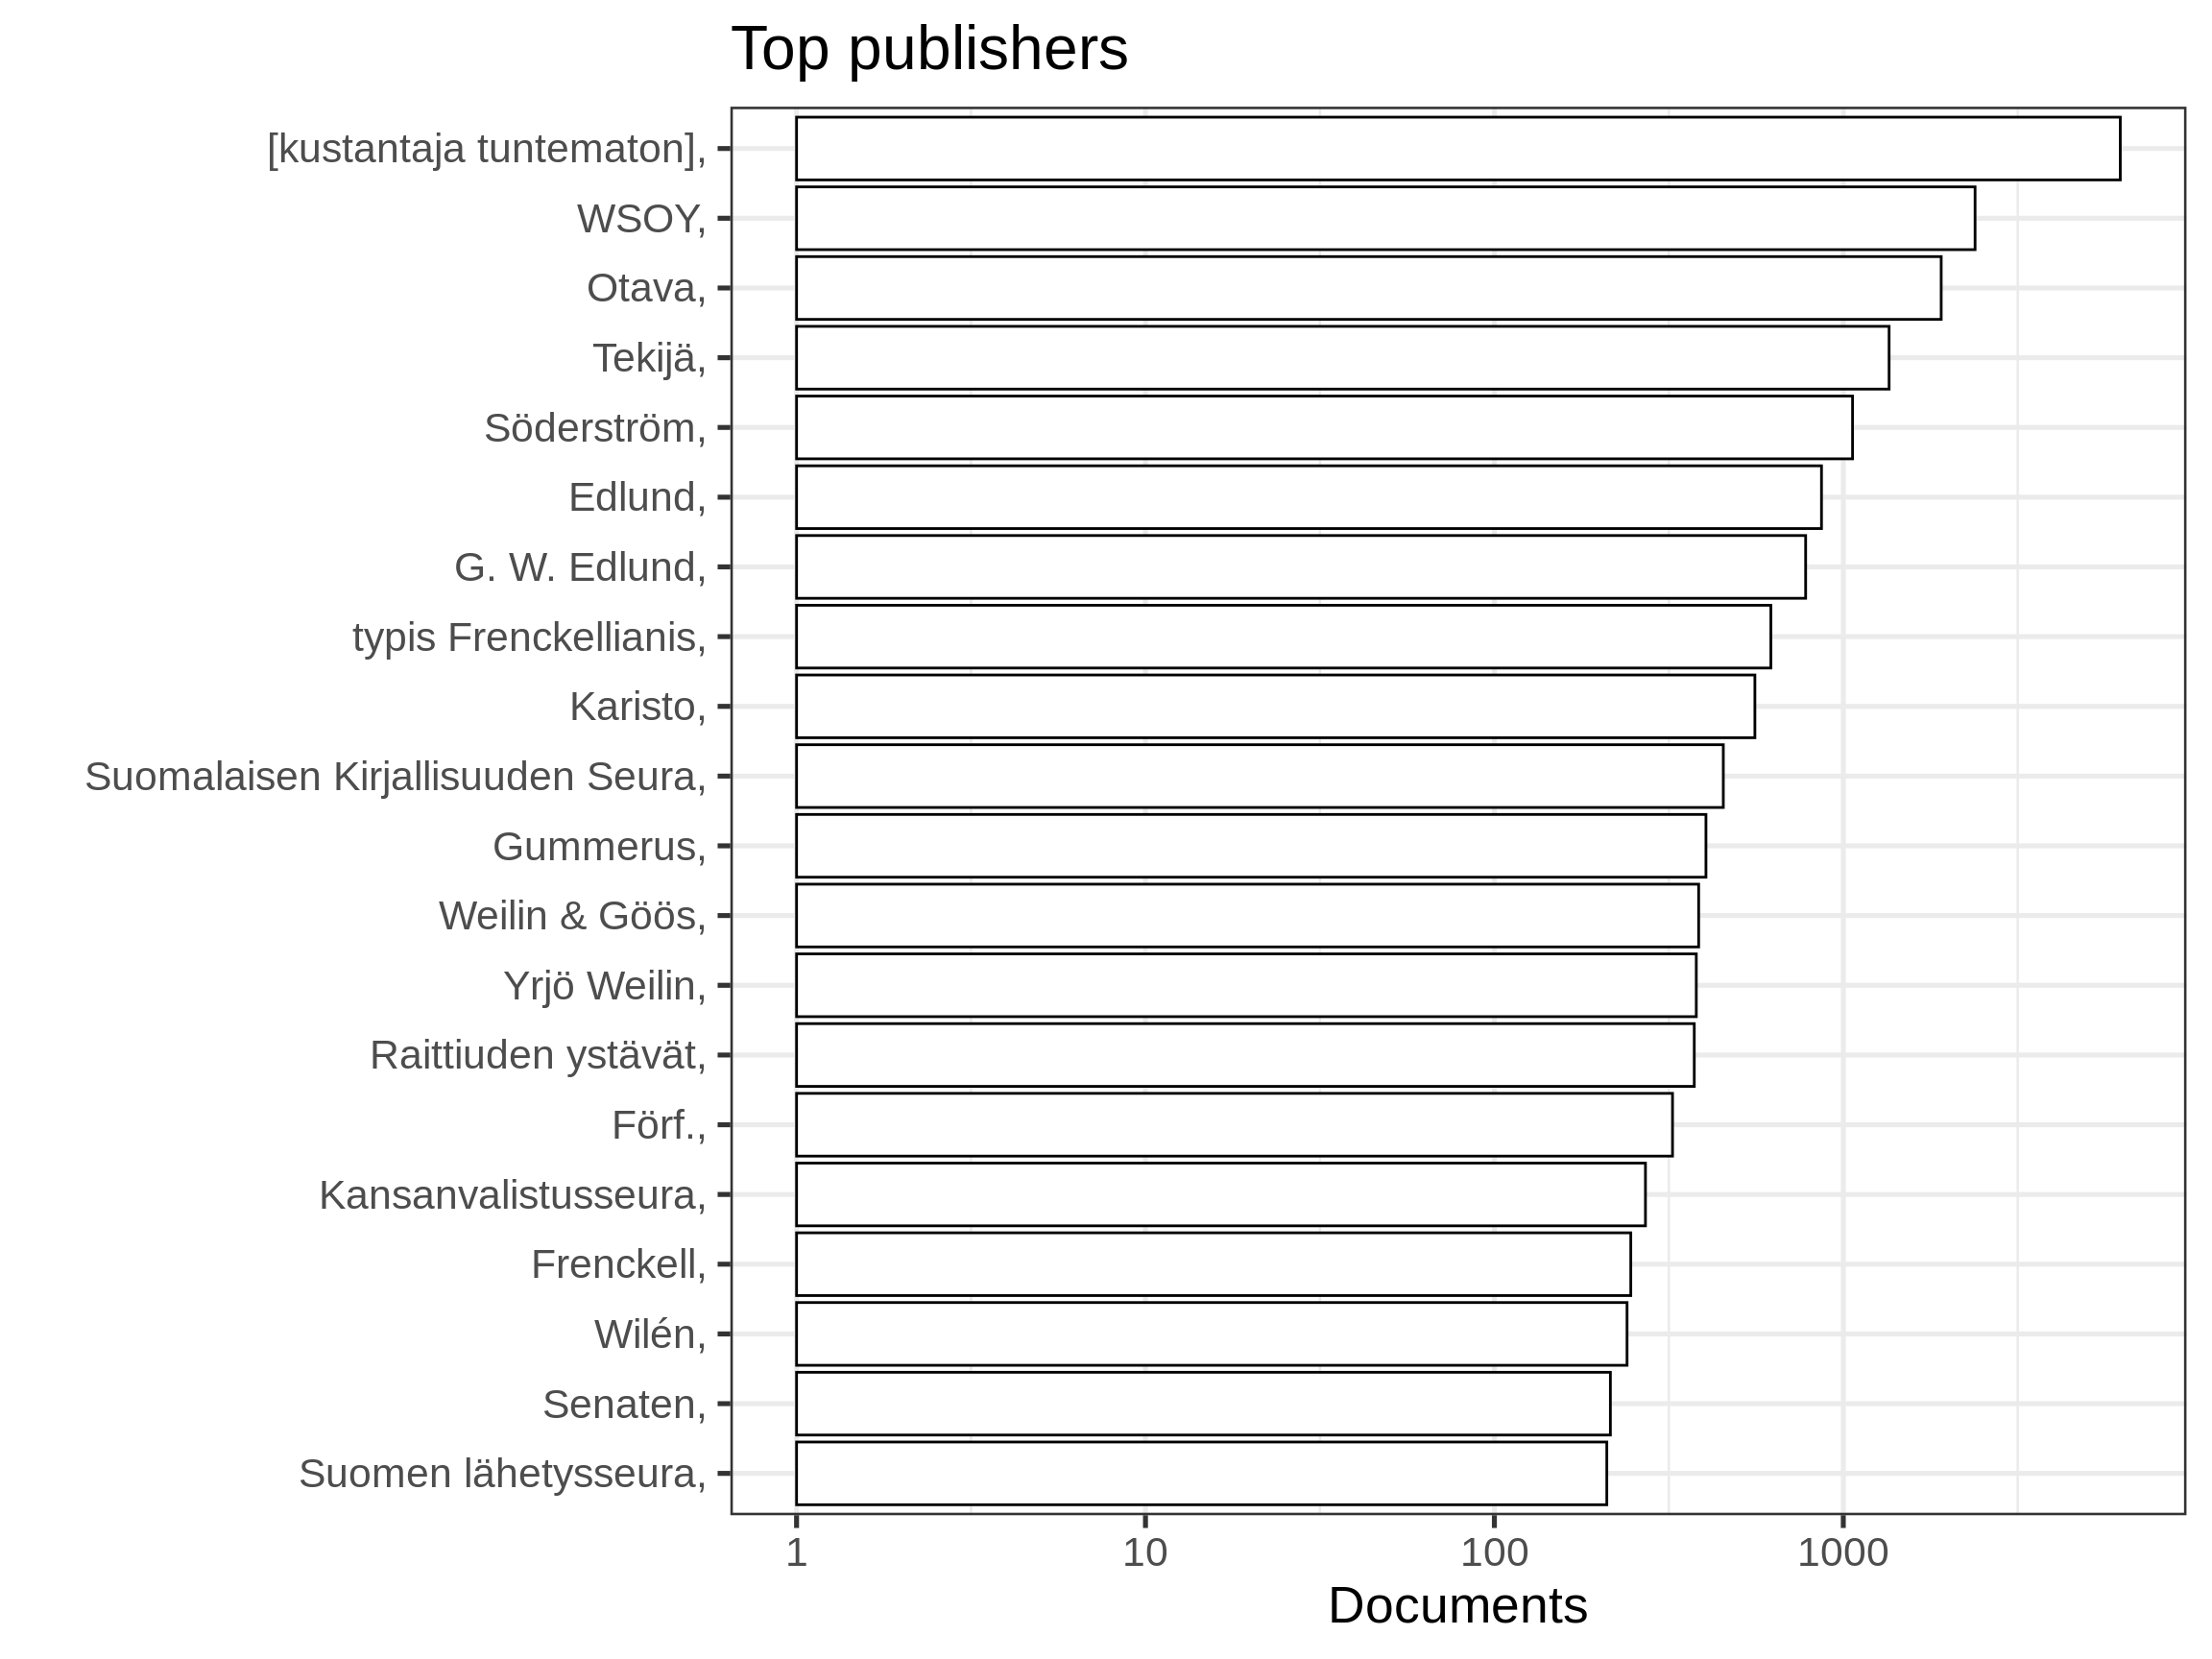 Top publishers
[kustantaja tuntematon],
WSOY,
Otava,
Tekijä,
Söderström,
Edlund,
G. W. Edlund,
typis Frenckellianis,
Karisto,
Suomalaisen Kirjallisuuden Seura,
Gummerus,
Weilin & Göös,
Yrjö Weilin,
Raittiuden ystävät,
Förf.,
Kansanvalistusseura,
Frenckell,
Wilén,
Senaten,
Suomen lähetysseura,
1 10 100 1000
Documents